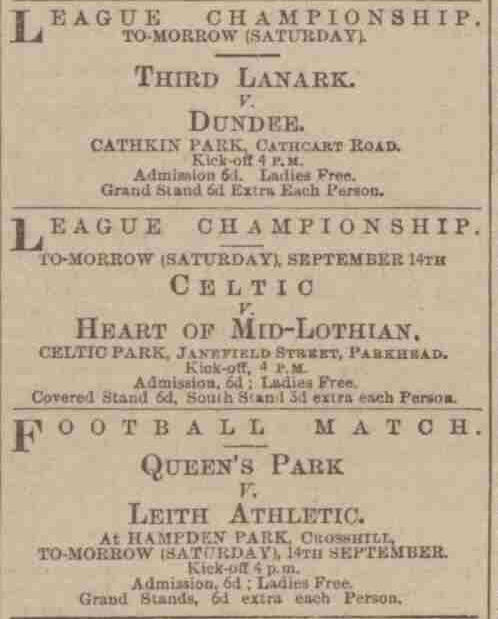 LEAGUE CHAMPIONSHIP.
TO-MORROW (SATURDAY).
THIRD LANARK.
V.
DUNDEE.
CATHKIN PARK, CATHCART ROAD.
Kick-off 4 P.M.
Admission 6d. Ladies Free.
Grand Stand 6d Extra Each Person.
LEAGUE CHAMPIONSHIP.
TO-MORROW (SATURDAY), SEPTEMBER 14TH
CELTIC
V.
HEART OF MID-LOTHIAN.
CELTIC PARK, JANEFIELD STREET, PARKHEAD.
Kick-off, 4 P.M.
Admission, 6d; Ladies Free.
Covered Stand 6d, South Stand 3d extra each Person.
FOOTBALL MATCH.
QUEEN'S PARK
V.
LEITH ATHLETIC.
At HAMPDEN PARK, CROSSHILL,
TO-MORROW (SATURDAY), 14TH SEPTEMBER.
Kick-off 4 p.m.
Admission, 6d; Ladies Free.
Grand Stands, 6d extra each Person.